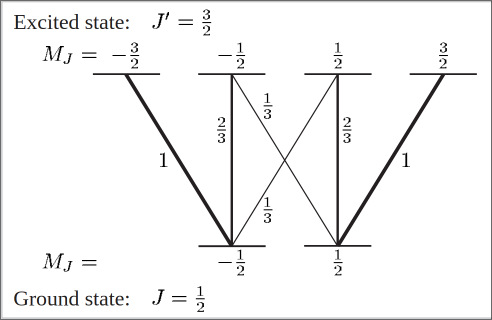 Excited state: J′ = 3/2
M_J = −3/2 −1/2 1/2 3/2
1/3
2/3 2/3
1 1
1/3
M_J = −1/2 1/2
Ground state: J = 1/2